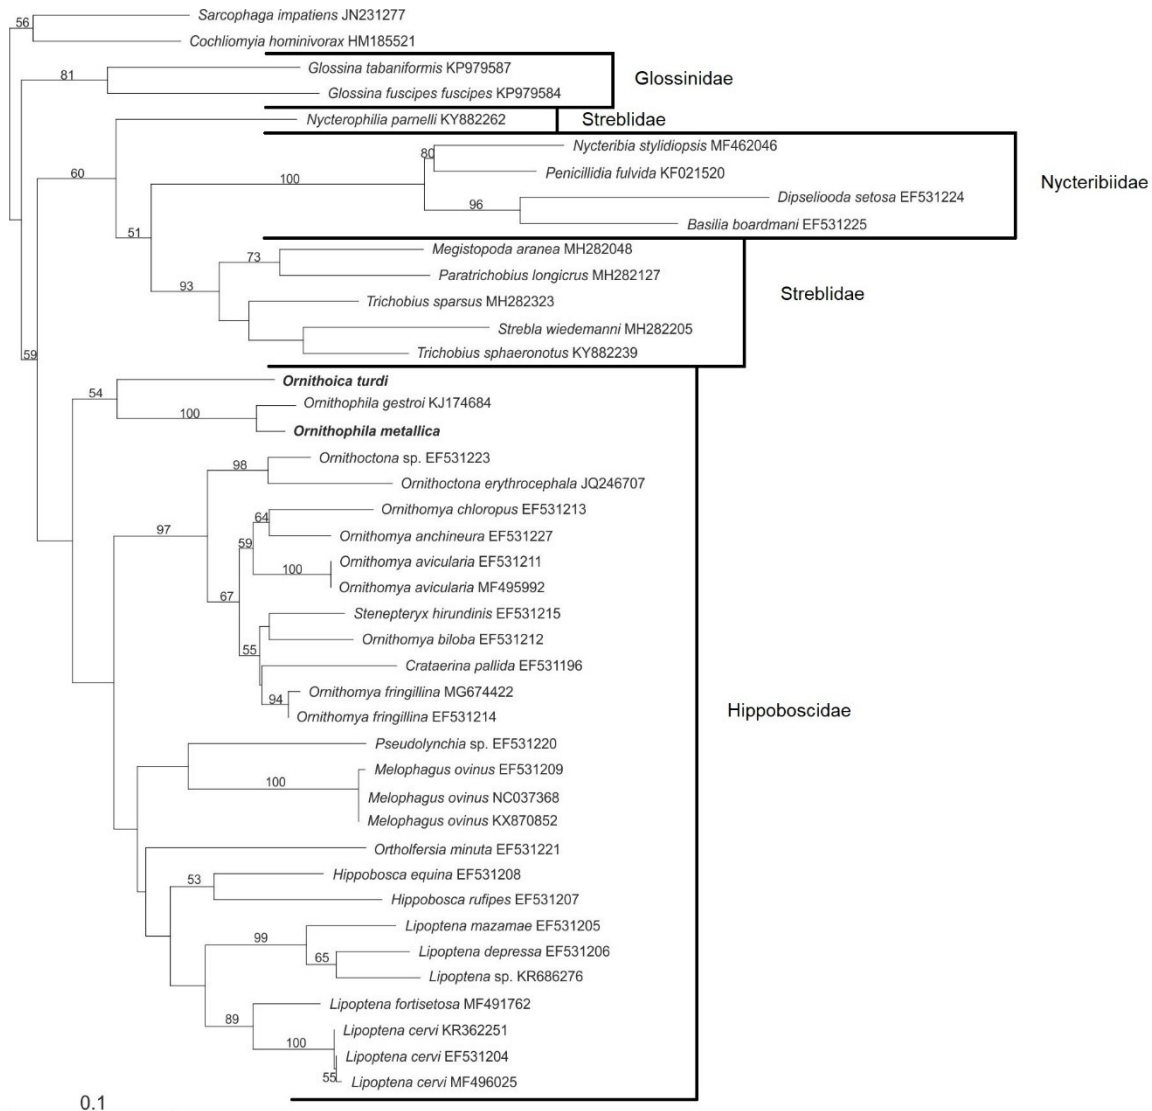 56
Sarcophaga impatiens JN231277
Cochliomyia hominivorax HM185521
81
Glossina tabaniformis KP979587
Glossina fuscipes fuscipes KP979584
Glossinidae
Nycterophilia parnelli KY882262
Streblidae
60
80
Nycteribia stylidiopsis MF462046
Penicillidia fulvida KF021520
100
96
Dipseliooda setosa EF531224
Basilia boardmani EF531225
Nycteribiidae
51
73
Megistopoda aranea MH282048
Paratrichobius longicrus MH282127
93
Trichobius sparsus MH282323
Strebla wiedemanni MH282205
Trichobius sphaeronotus KY882239
Streblidae
59
54
Ornithoica turdi
100
Ornithophila gestroi KJ174684
Ornithophila metallica
98
Ornithoctona sp. EF531223
Ornithoctona erythrocephala JQ246707
97
64
Ornithomya chloropus EF531213
Ornithomya anchineura EF531227
59
100
Ornithomya avicularia EF531211
Ornithomya avicularia MF495992
67
Stenepteryx hirundinis EF531215
Ornithomya biloba EF531212
55
Crataerina pallida EF531196
94
Ornithomya fringillina MG674422
Ornithomya fringillina EF531214
Hippoboscidae
Pseudolynchia sp. EF531220
100
Melophagus ovinus EF531209
Melophagus ovinus NC037368
Melophagus ovinus KX870852
Ortholfersia minuta EF531221
53
Hippobosca equina EF531208
Hippobosca rufipes EF531207
99
Lipoptena mazamae EF531205
65
Lipoptena depressa EF531206
Lipoptena sp. KR686276
89
Lipoptena fortisetosa MF491762
100
Lipoptena cervi KR362251
Lipoptena cervi EF531204
55
Lipoptena cervi MF496025
0.1